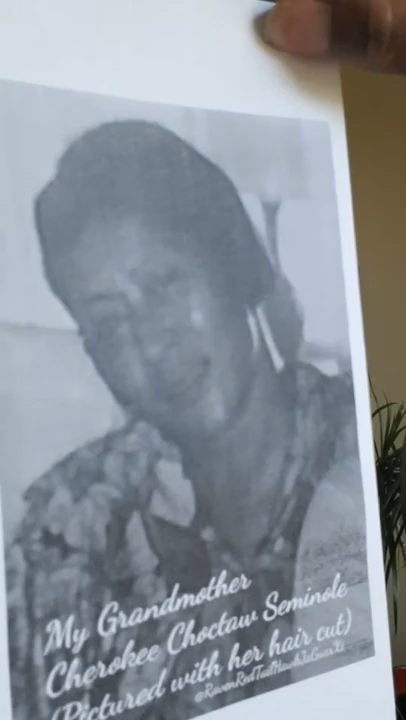 My Grandmother
Cherokee Choctaw Seminole
(Pictured with her hair cut)